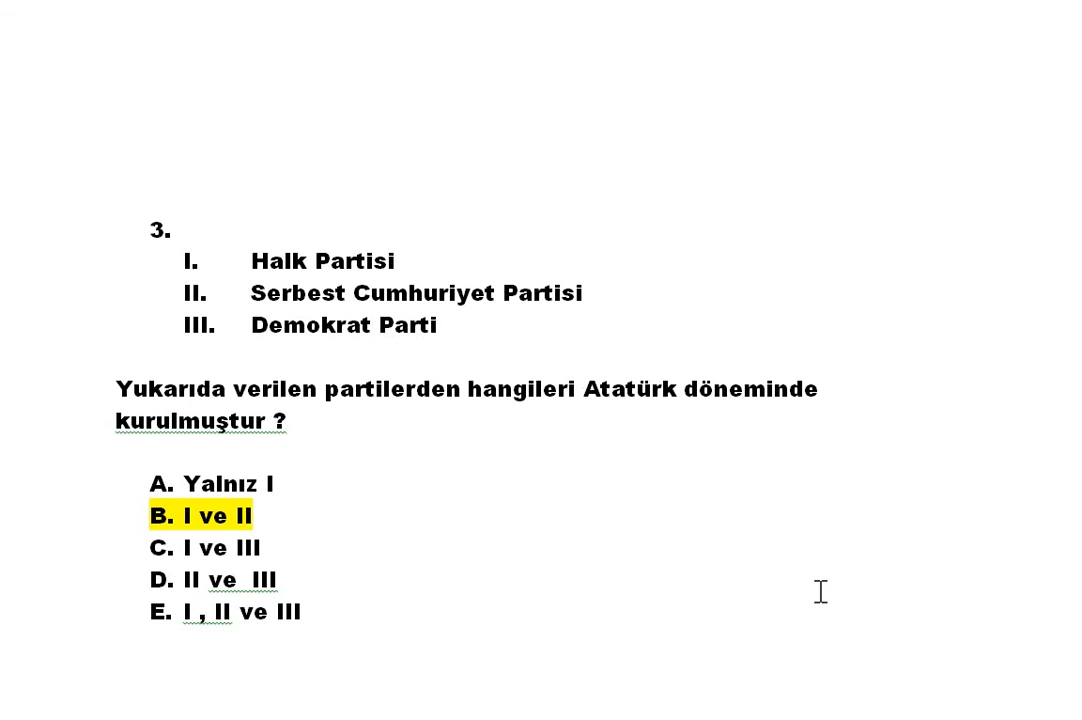 3.
I. Halk Partisi
II. Serbest Cumhuriyet Partisi
III. Demokrat Parti
Yukarıda verilen partilerden hangileri Atatürk döneminde
kurulmuştur ?
A. Yalnız I
B. I ve II
C. I ve III
D. II ve  III
E. I , II ve III